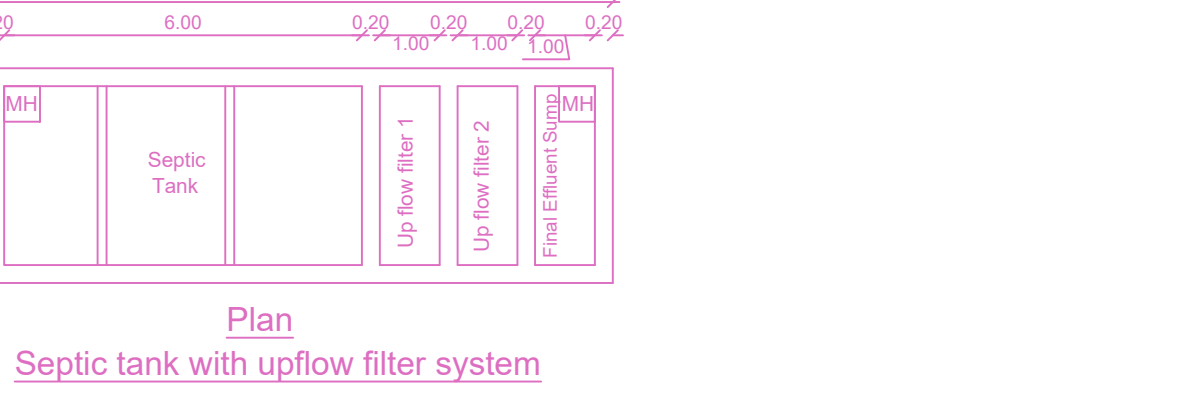 20 6.00 0.20 0.20 0.20 0.20
1.00 1.00 1.00
MH
Septic
Tank
Up flow filter 1
Up flow filter 2
Final Effluent Sump
MH
Plan
Septic tank with upflow filter system